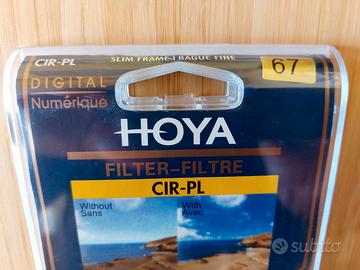 CIR-PL
SLIM FRAME / BAGUE FINE
67
DIGITAL
Numérique
HOYA
FILTER-FILTRE
CIR-PL
Without
Sans
With
Avec
subito